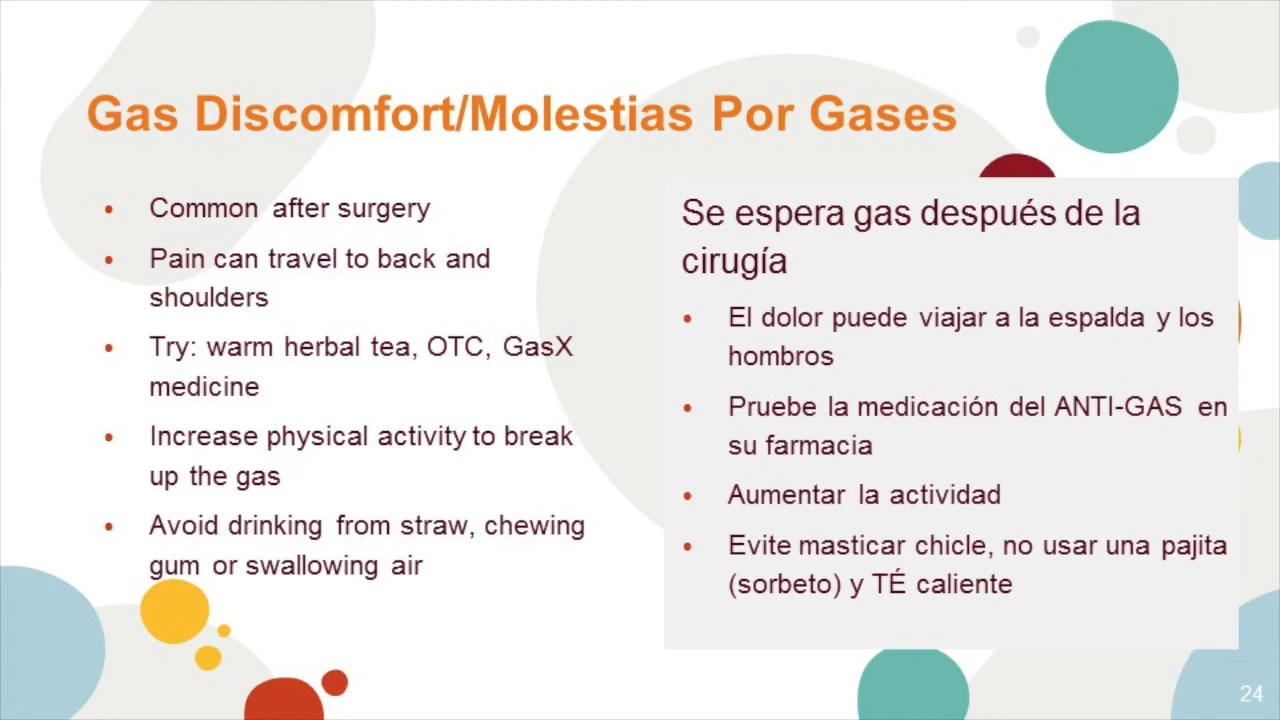 Gas Discomfort/Molestias Por Gases
• Common after surgery
• Pain can travel to back and
shoulders
• Try: warm herbal tea, OTC, GasX
medicine
• Increase physical activity to break
up the gas
• Avoid drinking from straw, chewing
gum or swallowing air
Se espera gas después de la
cirugía
• El dolor puede viajar a la espalda y los
hombros
• Pruebe la medicación del ANTI-GAS en
su farmacia
• Aumentar la actividad
• Evite masticar chicle, no usar una pajita
(sorbeto) y TÉ caliente
24